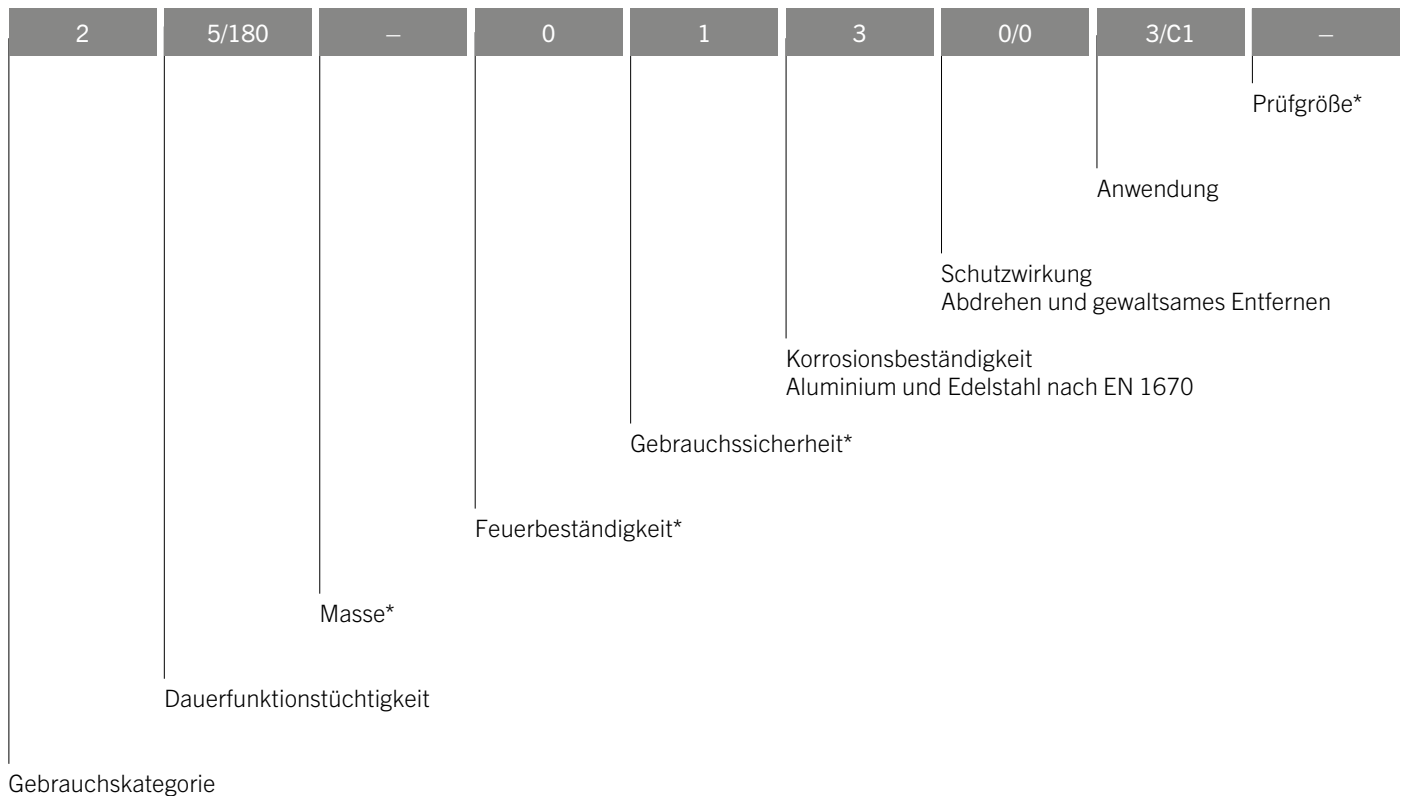 2 5/180 – 0 1 3 0/0 3/C1 –
Prüfgröße*
Anwendung
Schutzwirkung
Abdrehen und gewaltsames Entfernen
Korrosionsbeständigkeit
Aluminium und Edelstahl nach EN 1670
Gebrauchssicherheit*
Feuerbeständigkeit*
Masse*
Dauerfunktionstüchtigkeit
Gebrauchskategorie